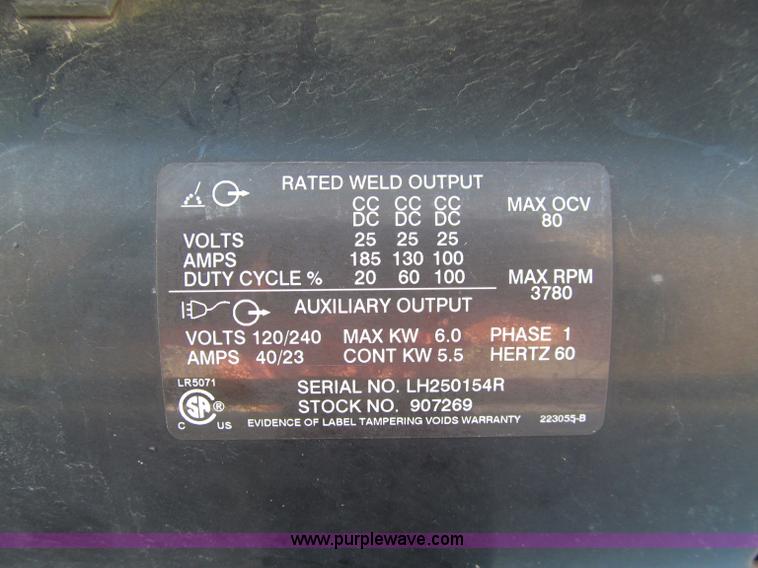 RATED WELD OUTPUT
CC CC CC
DC DC DC
MAX OCV
80
VOLTS 25 25 25
AMPS 185 130 100
DUTY CYCLE % 20 60 100
MAX RPM
3780
AUXILIARY OUTPUT
VOLTS 120/240 MAX KW 6.0 PHASE 1
AMPS 40/23 CONT KW 5.5 HERTZ 60
LR5071
SERIAL NO. LH250154R
STOCK NO. 907269
SA ®
C US
EVIDENCE OF LABEL TAMPERING VOIDS WARRANTY 223055-B
www.purplewave.com